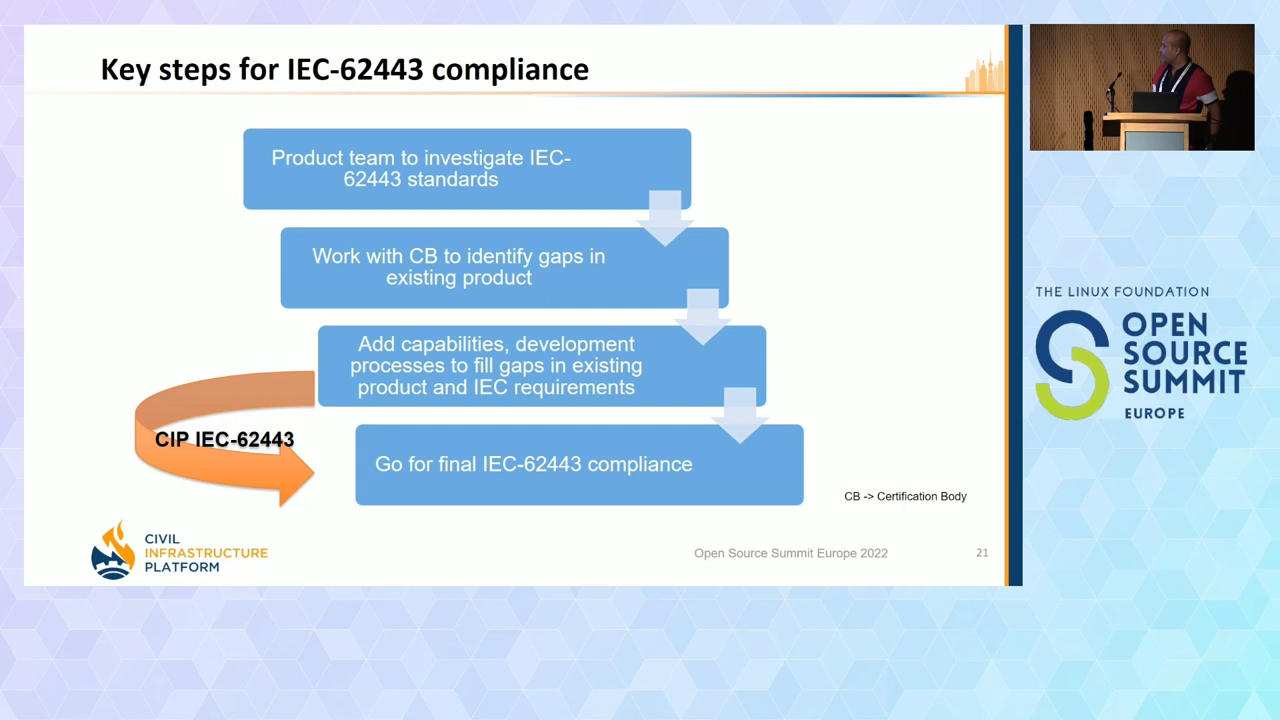 Key steps for IEC-62443 compliance
Product team to investigate IEC-
62443 standards
Work with CB to identify gaps in
existing product
Add capabilities, development
processes to fill gaps in existing
product and IEC requirements
CIP IEC-62443
Go for final IEC-62443 compliance
CB -> Certification Body
CIVIL
INFRASTRUCTURE
PLATFORM
Open Source Summit Europe 2022
21
THE LINUX FOUNDATION
OPEN
SOURCE
SUMMIT
EUROPE